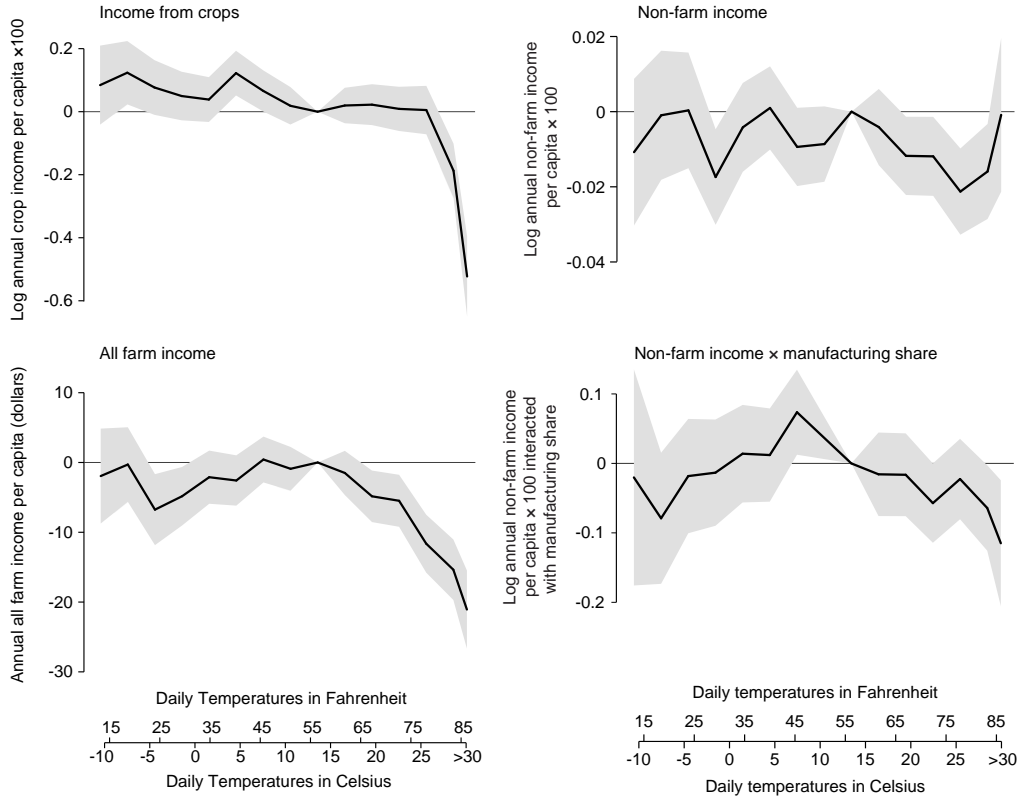 Income from crops
Log annual crop income per capita ×100
0.2
0
-0.2
-0.4
-0.6
Non-farm income
Log annual non-farm income
per capita × 100
0.02
0
-0.02
-0.04
All farm income
Annual all farm income per capita (dollars)
10
0
-10
-20
-30
Non-farm income × manufacturing share
Log annual non-farm income
per capita × 100 interacted
with manufacturing share
0.1
0
-0.1
-0.2
Daily Temperatures in Fahrenheit
15 25 35 45 55 65 75 85
-10 -5 0 5 10 15 20 25 >30
Daily Temperatures in Celsius
Daily temperatures in Fahrenheit
15 25 35 45 55 65 75 85
-10 -5 0 5 10 15 20 25 >30
Daily temperatures in Celsius